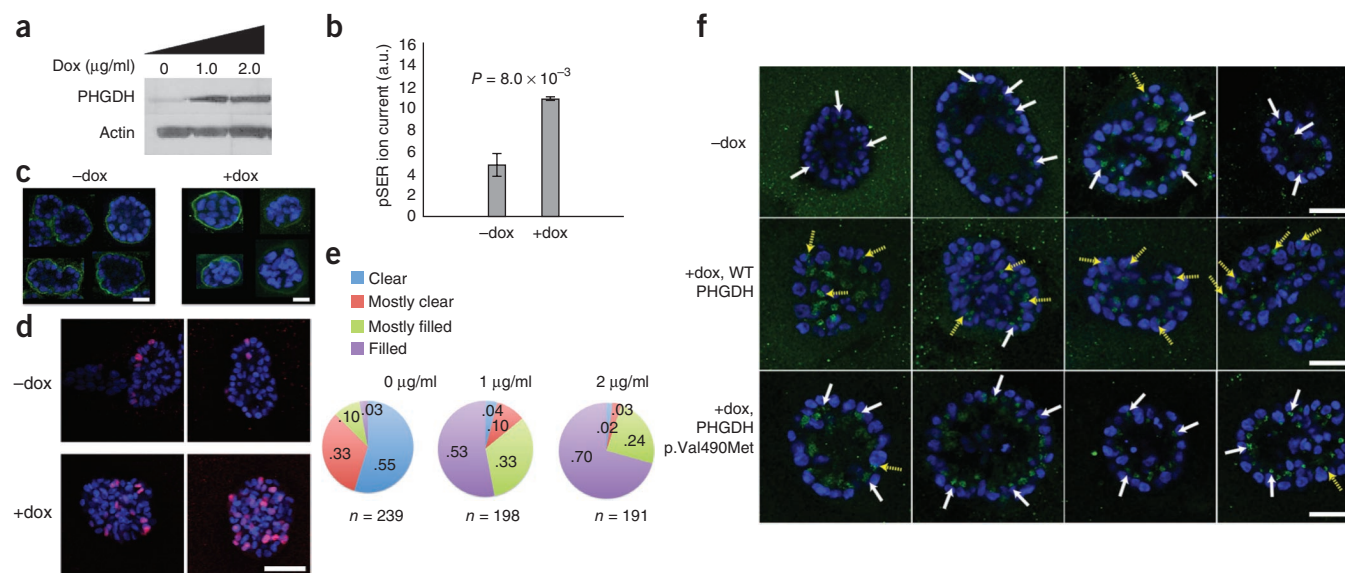 a
Dox (µg/ml) 0 1.0 2.0
PHGDH
Actin
b
16
14
12
10
8
6
4
2
0
pSER ion current (a.u.)
P = 8.0 × 10⁻³
–dox +dox
c
–dox +dox
d
–dox
+dox
e
Clear
Mostly clear
Mostly filled
Filled
0 µg/ml 1 µg/ml 2 µg/ml
.03 .10 .33 .55
.04 .10 .33 .53
.03 .02 .24 .70
n = 239 n = 198 n = 191
f
–dox
+dox, WT
PHGDH
+dox,
PHGDH
p.Val490Met